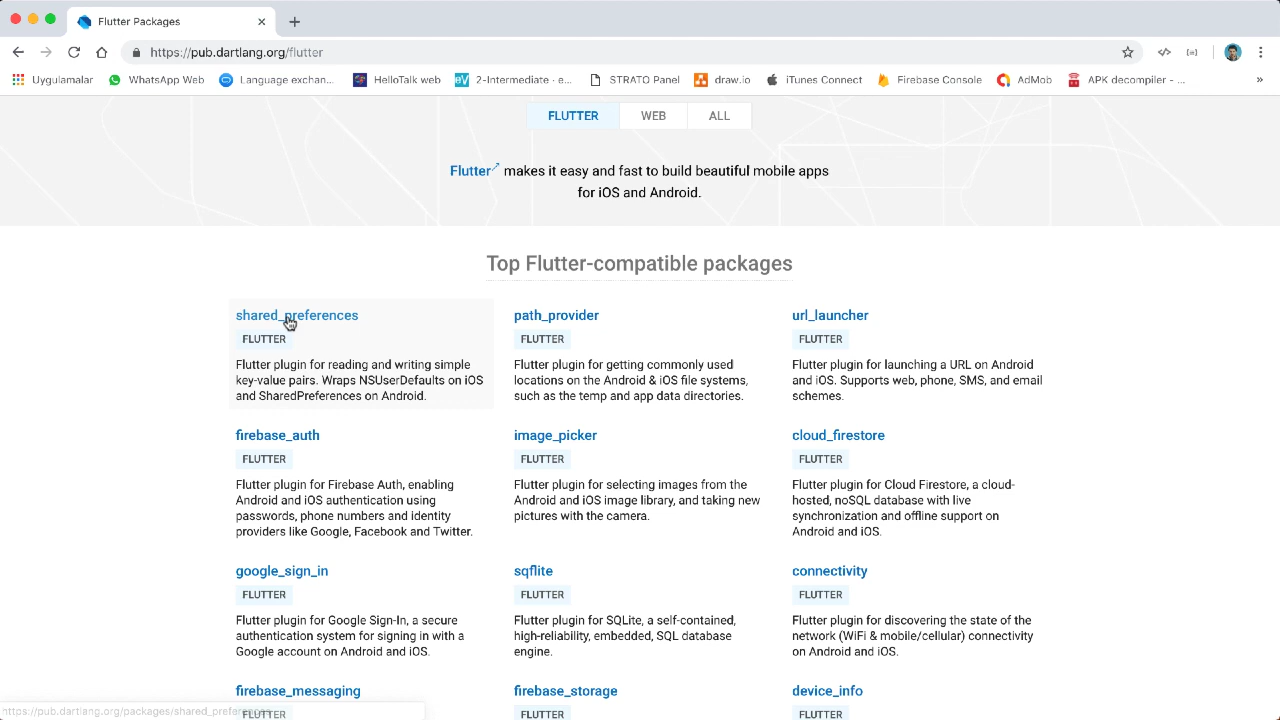 Flutter Packages
https://pub.dartlang.org/flutter
Uygulamalar
WhatsApp Web
Language exchan...
HelloTalk web
2-Intermediate · e...
STRATO Panel
draw.io
iTunes Connect
Firebase Console
AdMob
APK decompiler - ...
»
FLUTTER
WEB
ALL
Flutter makes it easy and fast to build beautiful mobile apps
for iOS and Android.
Top Flutter-compatible packages
shared_preferences
FLUTTER
Flutter plugin for reading and writing simple
key-value pairs. Wraps NSUserDefaults on iOS
and SharedPreferences on Android.
path_provider
FLUTTER
Flutter plugin for getting commonly used
locations on the Android & iOS file systems,
such as the temp and app data directories.
url_launcher
FLUTTER
Flutter plugin for launching a URL on Android
and iOS. Supports web, phone, SMS, and email
schemes.
firebase_auth
FLUTTER
Flutter plugin for Firebase Auth, enabling
Android and iOS authentication using
passwords, phone numbers and identity
providers like Google, Facebook and Twitter.
image_picker
FLUTTER
Flutter plugin for selecting images from the
Android and iOS image library, and taking new
pictures with the camera.
cloud_firestore
FLUTTER
Flutter plugin for Cloud Firestore, a cloud-
hosted, noSQL database with live
synchronization and offline support on
Android and iOS.
google_sign_in
FLUTTER
Flutter plugin for Google Sign-In, a secure
authentication system for signing in with a
Google account on Android and iOS.
sqflite
FLUTTER
Flutter plugin for SQLite, a self-contained,
high-reliability, embedded, SQL database
engine.
connectivity
FLUTTER
Flutter plugin for discovering the state of the
network (WiFi & mobile/cellular) connectivity
on Android and iOS.
firebase_messaging
FLUTTER
firebase_storage
FLUTTER
device_info
FLUTTER
https://pub.dartlang.org/packages/shared_preferences